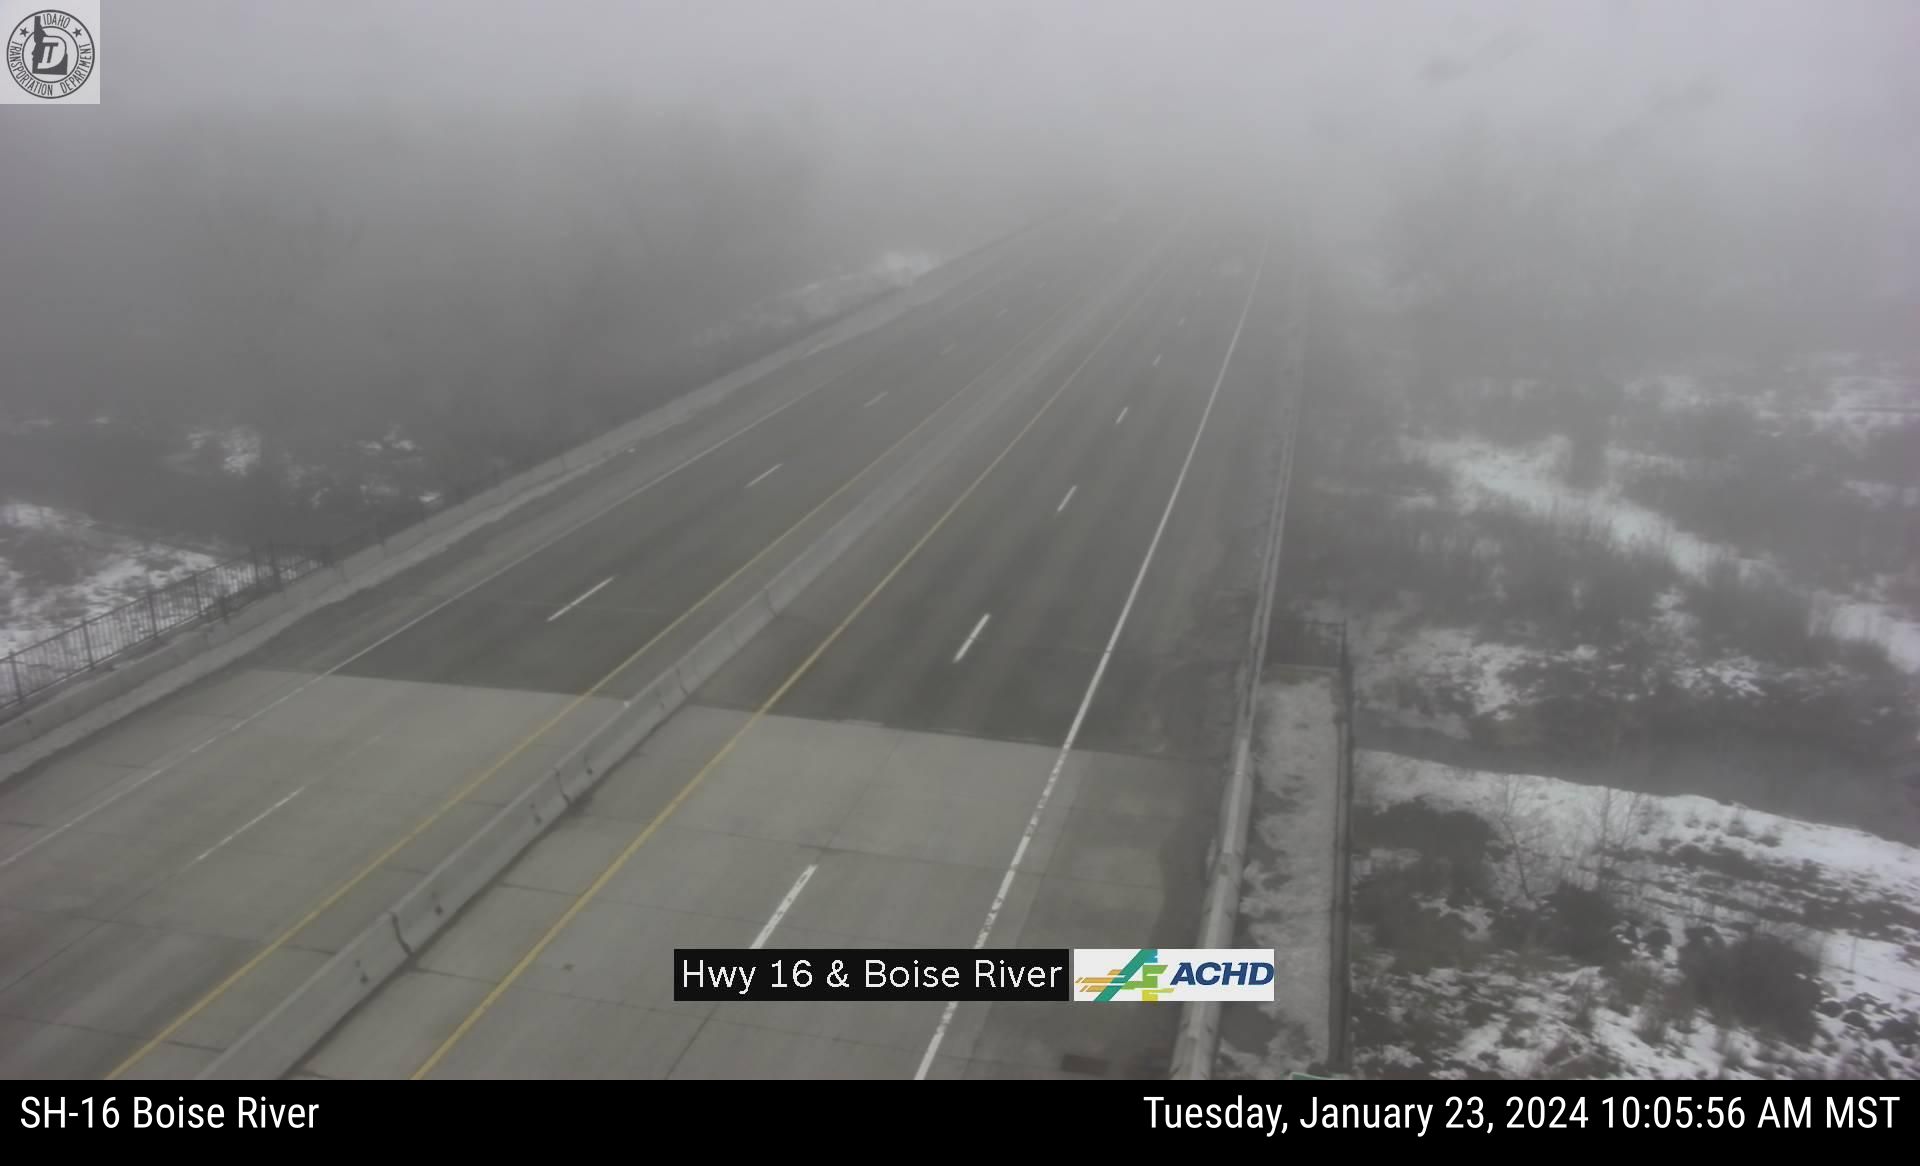 IDAHO
TRANSPORTATION DEPARTMENT
Hwy 16 & Boise River
ACHD
SH-16 Boise River
Tuesday, January 23, 2024 10:05:56 AM MST